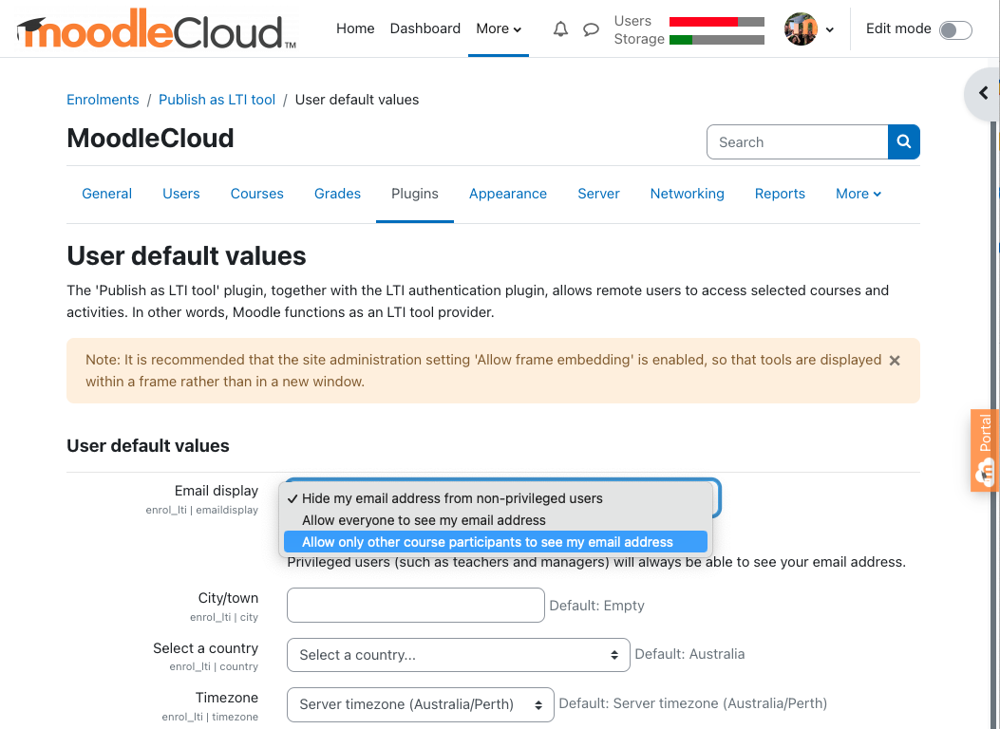 moodleCloud™
Home Dashboard More Users Edit mode
Storage
Enrolments / Publish as LTI tool / User default values
MoodleCloud
Search
General Users Courses Grades Plugins Appearance Server Networking Reports More
User default values
The 'Publish as LTI tool' plugin, together with the LTI authentication plugin, allows remote users to access selected courses and
activities. In other words, Moodle functions as an LTI tool provider.
Note: It is recommended that the site administration setting 'Allow frame embedding' is enabled, so that tools are displayed
within a frame rather than in a new window.
Portal
User default values
Email display
enrol_lti | emaildisplay
Hide my email address from non-privileged users
Allow everyone to see my email address
Allow only other course participants to see my email address
Privileged users (such as teachers and managers) will always be able to see your email address.
City/town
enrol_lti | city
Default: Empty
Select a country
enrol_lti | country
Select a country...
Default: Australia
Timezone
enrol_lti | timezone
Server timezone (Australia/Perth)
Default: Server timezone (Australia/Perth)